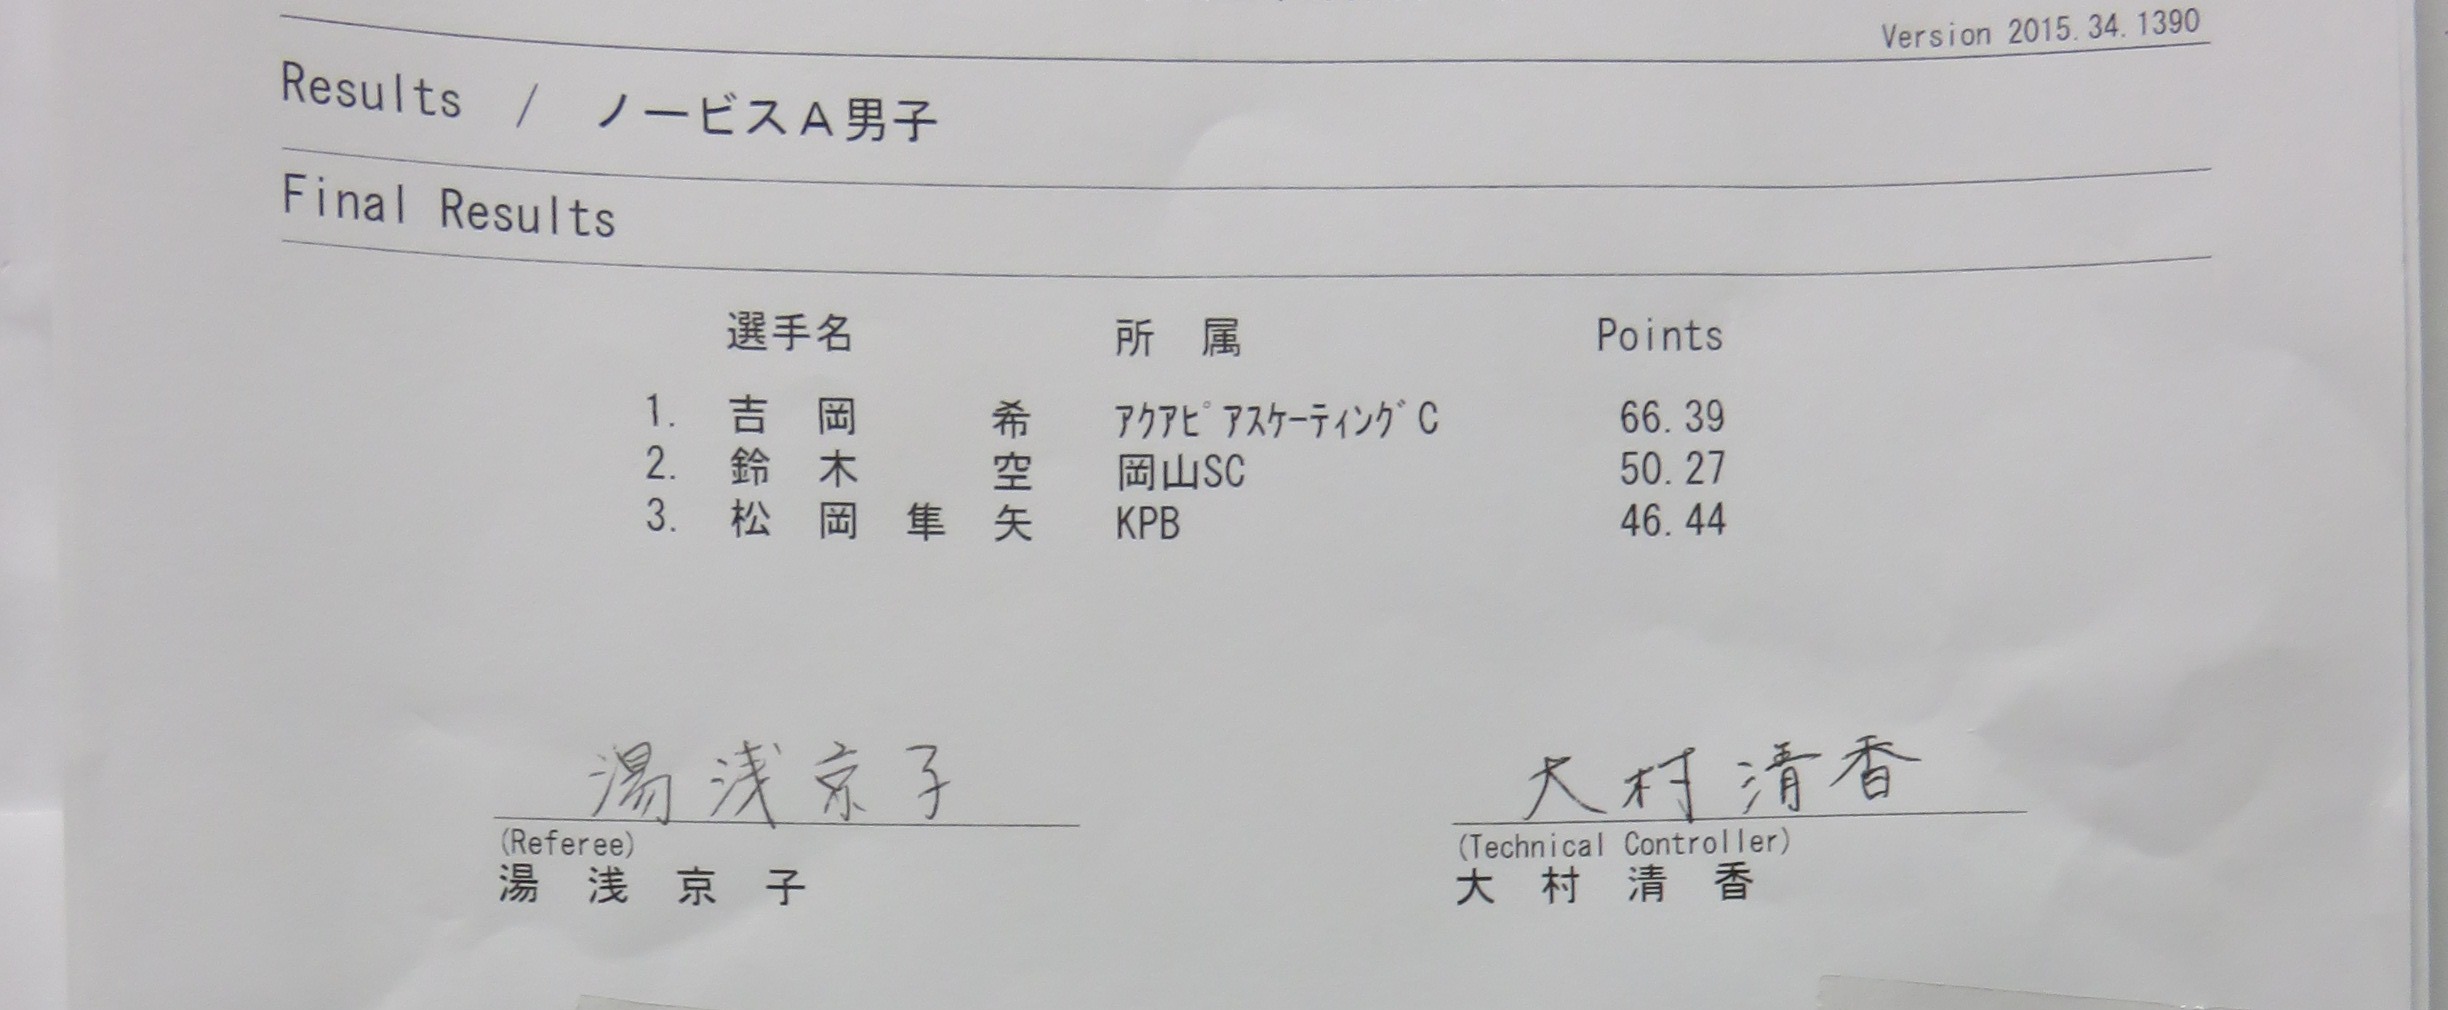 Version 2015.34.1390
Results / ノービスA男子
Final Results
選手名 所 属 Points
1. 吉 岡 希 ｱｸｱﾋﾟｱｽｹｰﾃｨﾝｸﾞC 66.39
2. 鈴 木 空 岡山SC 50.27
3. 松 岡 隼 矢 KPB 46.44
湯浅京子 大村清香
(Referee) (Technical Controller)
湯 浅 京 子 大 村 清 香